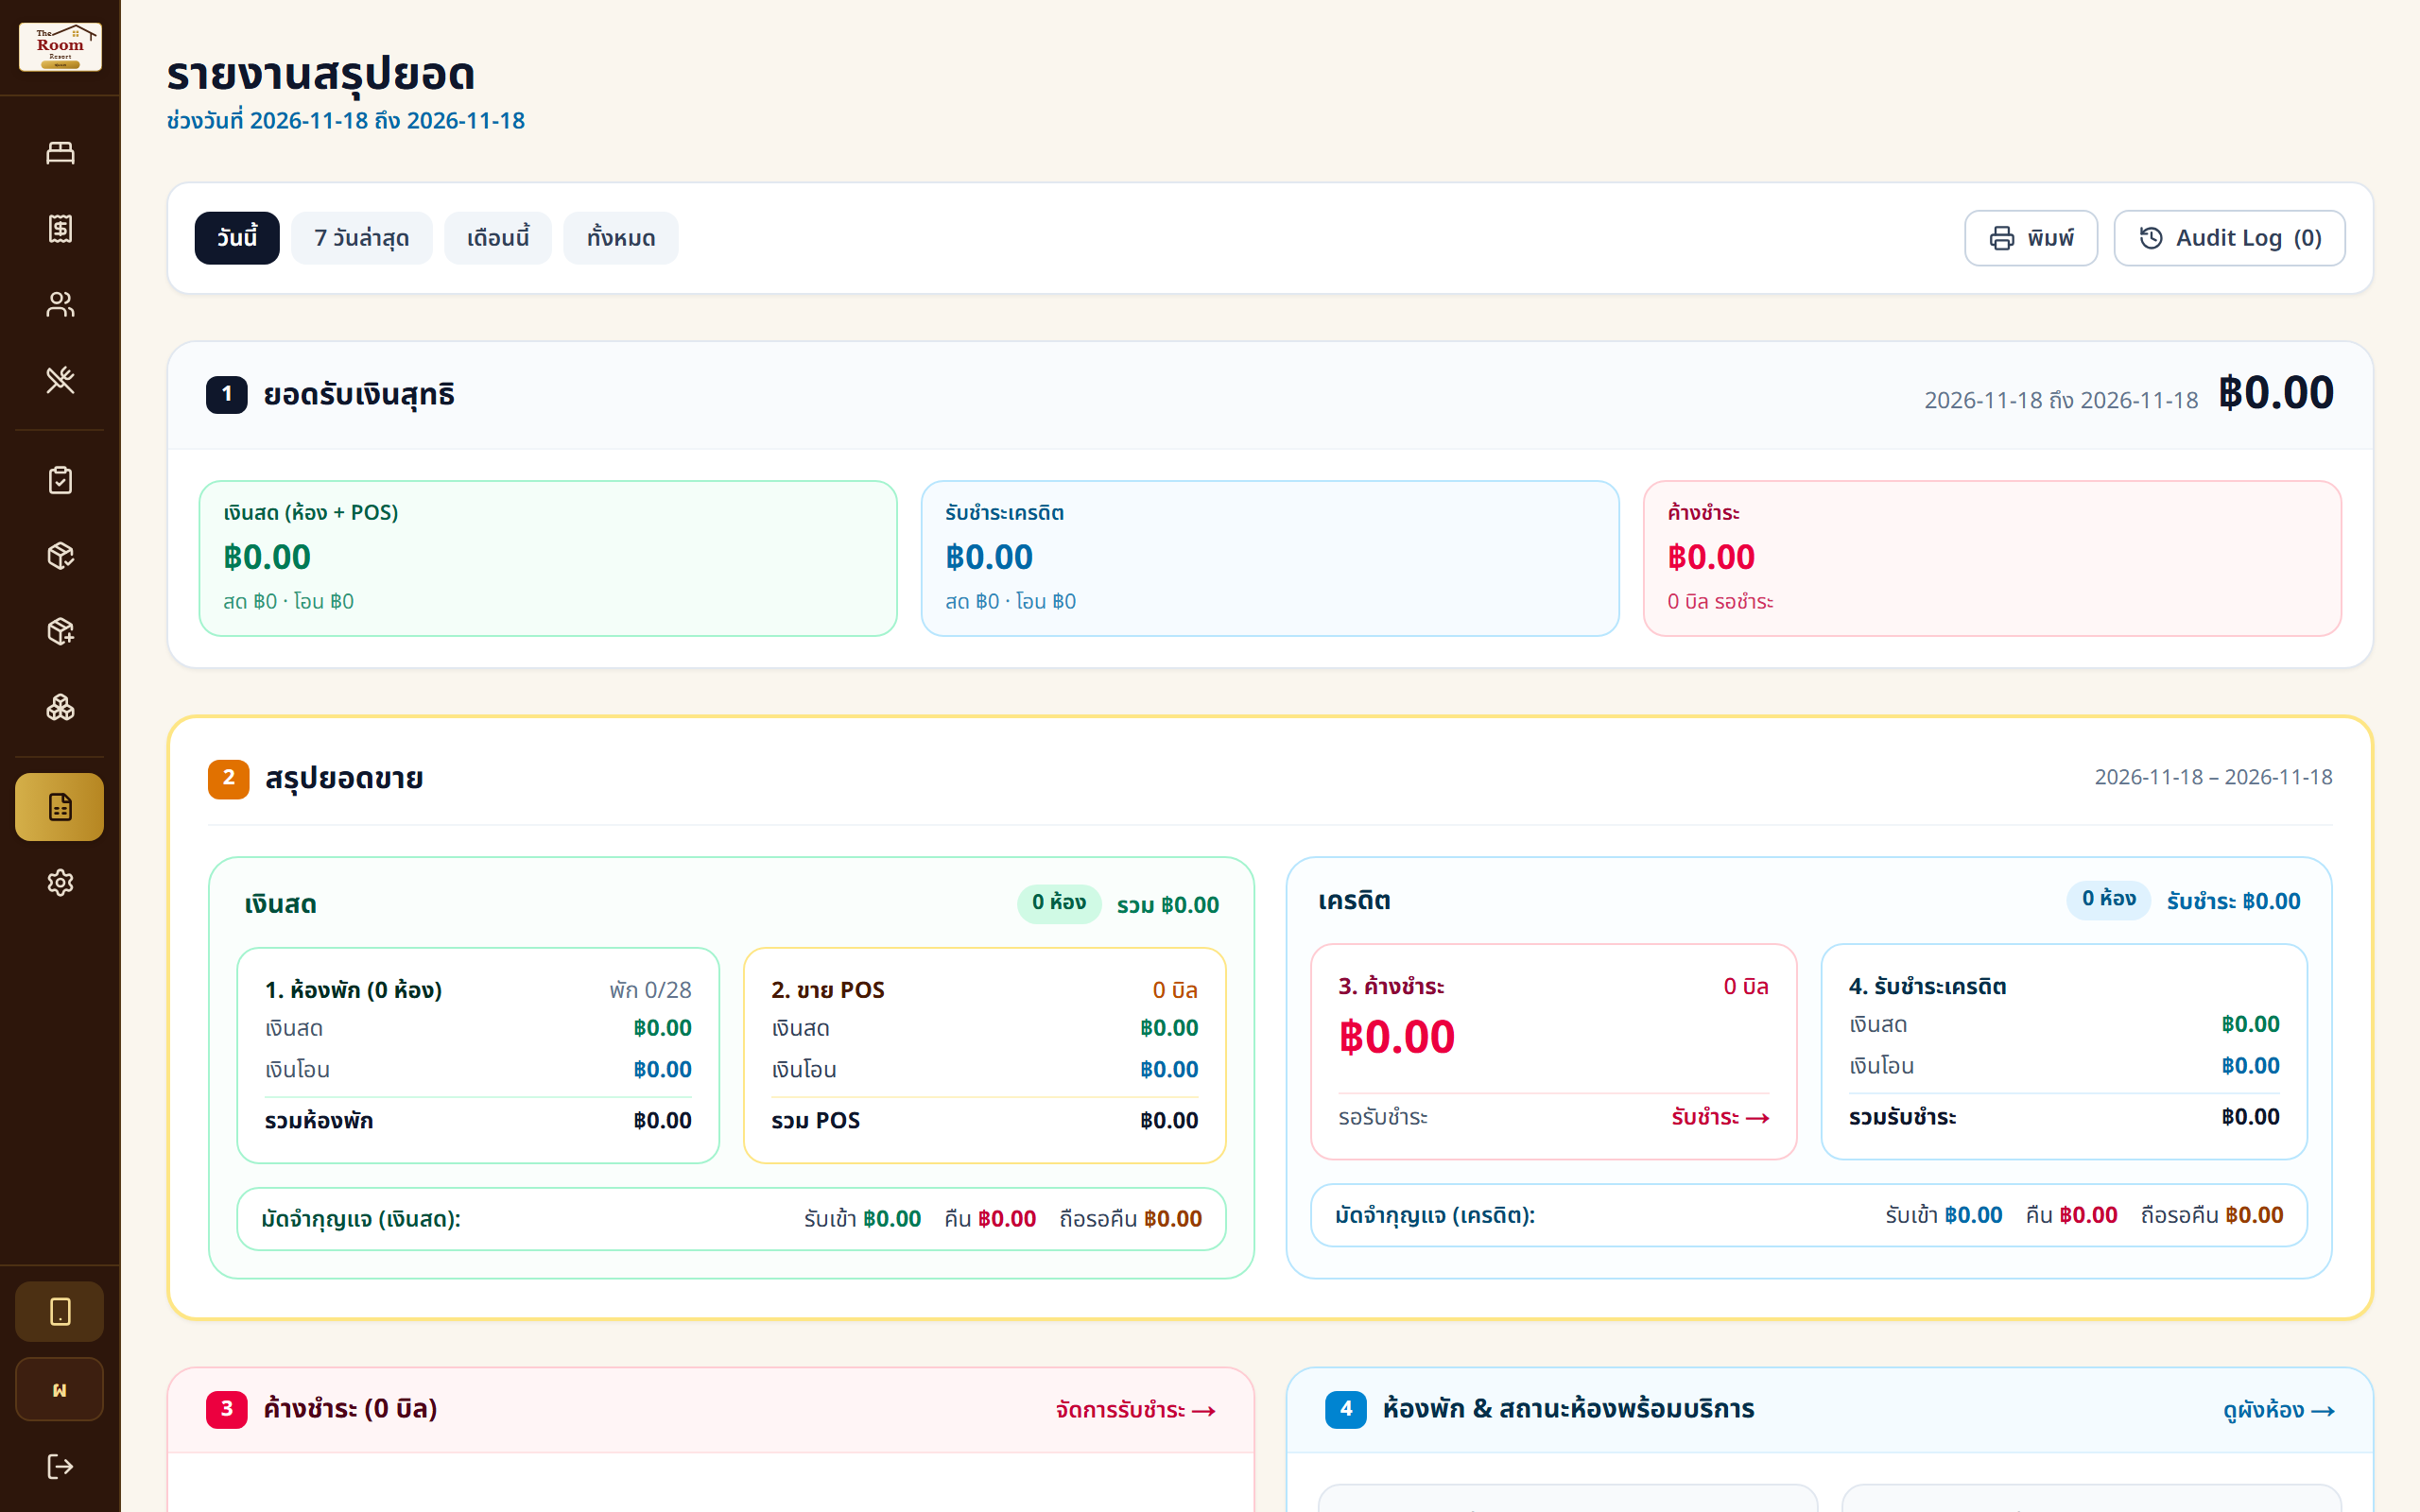 The
Room
Resort
รายงานสรุปยอด
ช่วงวันที่ 2026-11-18 ถึง 2026-11-18
วันนี้ 7 วันล่าสุด เดือนนี้ ทั้งหมด พิมพ์ Audit Log (0)
1 ยอดรับเงินสุทธิ 2026-11-18 ถึง 2026-11-18 ฿0.00
เงินสด (ห้อง + POS)
฿0.00
สด ฿0 · โอน ฿0
รับชำระเครดิต
฿0.00
สด ฿0 · โอน ฿0
ค้างชำระ
฿0.00
0 บิล รอชำระ
2 สรุปยอดขาย 2026-11-18 – 2026-11-18
เงินสด 0 ห้อง รวม ฿0.00
1. ห้องพัก (0 ห้อง) พัก 0/28
เงินสด ฿0.00
เงินโอน ฿0.00
รวมห้องพัก ฿0.00
2. ขาย POS 0 บิล
เงินสด ฿0.00
เงินโอน ฿0.00
รวม POS ฿0.00
มัดจำกุญแจ (เงินสด): รับเข้า ฿0.00 คืน ฿0.00 ถือรอคืน ฿0.00
เครดิต 0 ห้อง รับชำระ ฿0.00
3. ค้างชำระ 0 บิล
฿0.00
รอรับชำระ รับชำระ →
4. รับชำระเครดิต
เงินสด ฿0.00
เงินโอน ฿0.00
รวมรับชำระ ฿0.00
มัดจำกุญแจ (เครดิต): รับเข้า ฿0.00 คืน ฿0.00 ถือรอคืน ฿0.00
3 ค้างชำระ (0 บิล) จัดการรับชำระ →
4 ห้องพัก & สถานะห้องพร้อมบริการ ดูผังห้อง →
ผ